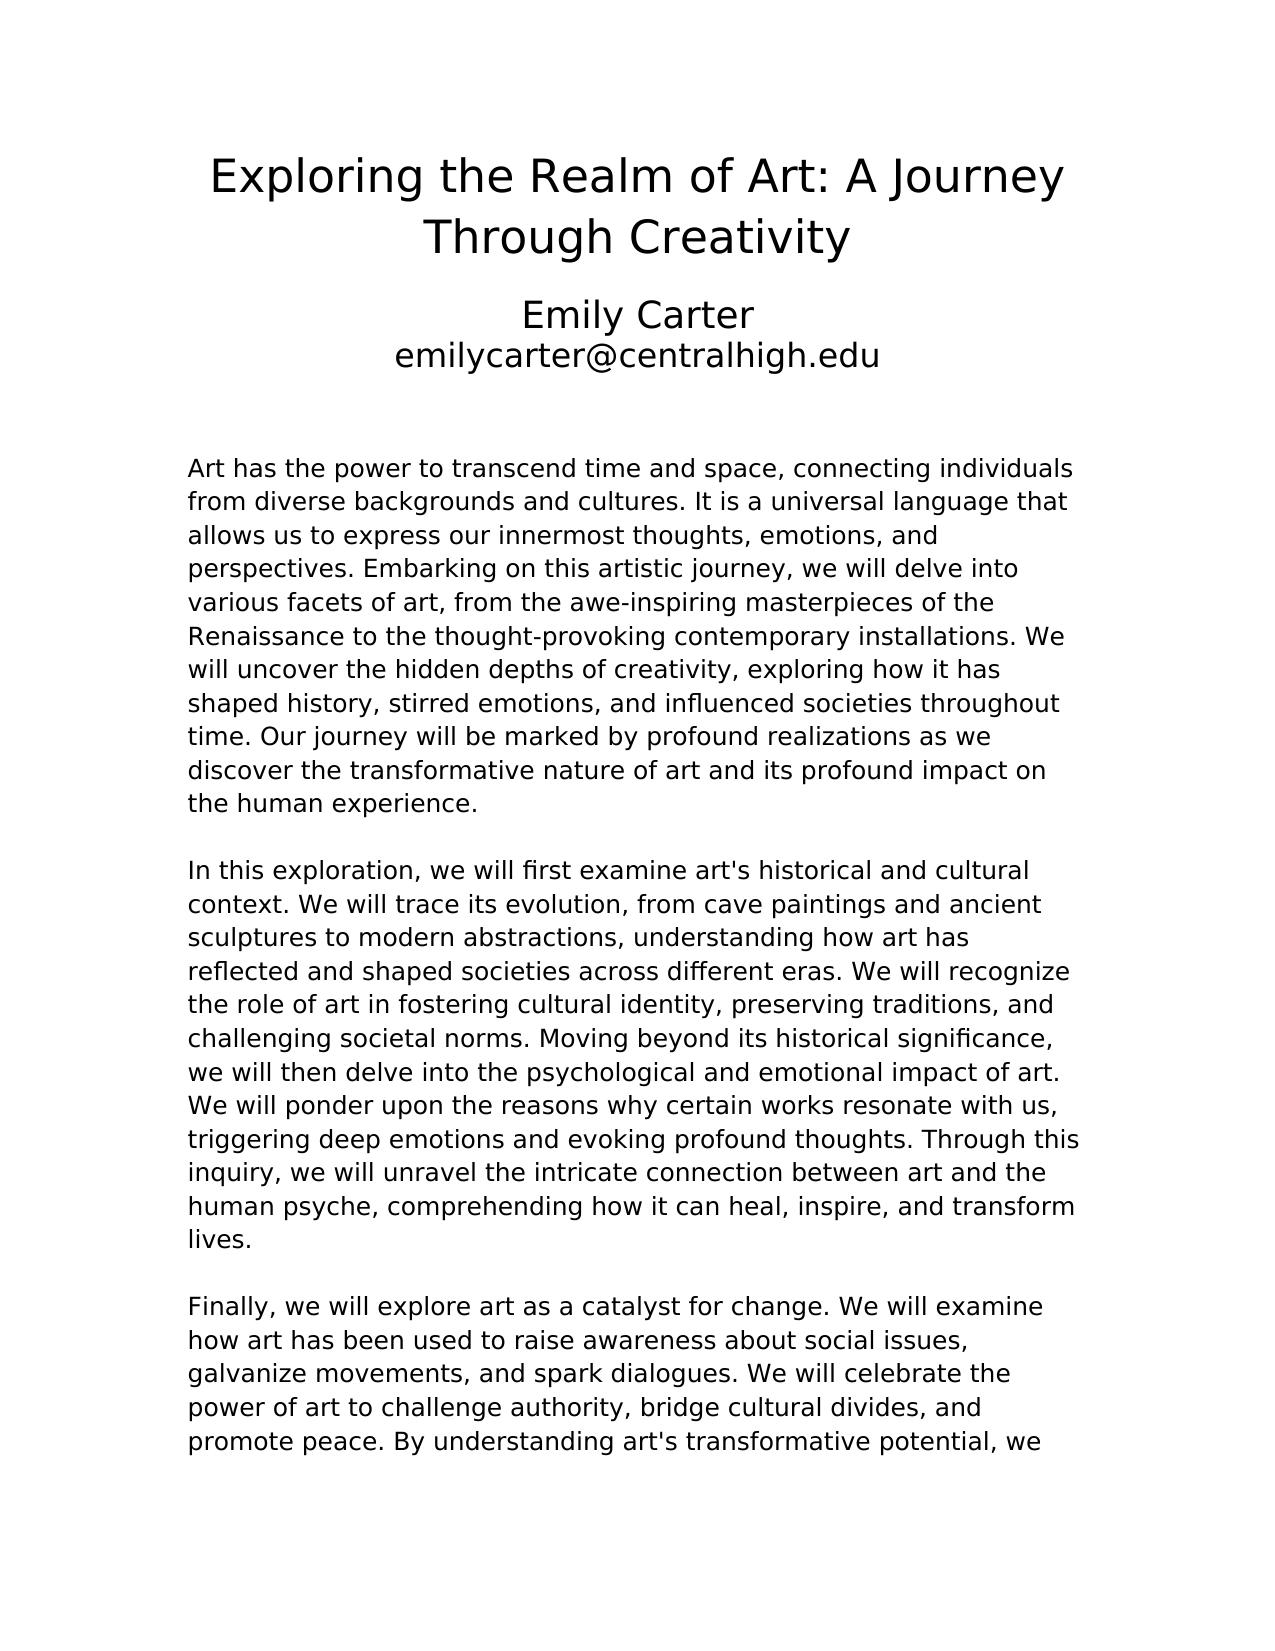 Exploring the Realm of Art: A Journey
Through Creativity
Emily Carter
emilycarter@centralhigh.edu
Art has the power to transcend time and space, connecting individuals
from diverse backgrounds and cultures. It is a universal language that
allows us to express our innermost thoughts, emotions, and
perspectives. Embarking on this artistic journey, we will delve into
various facets of art, from the awe-inspiring masterpieces of the
Renaissance to the thought-provoking contemporary installations. We
will uncover the hidden depths of creativity, exploring how it has
shaped history, stirred emotions, and influenced societies throughout
time. Our journey will be marked by profound realizations as we
discover the transformative nature of art and its profound impact on
the human experience.
In this exploration, we will first examine art's historical and cultural
context. We will trace its evolution, from cave paintings and ancient
sculptures to modern abstractions, understanding how art has
reflected and shaped societies across different eras. We will recognize
the role of art in fostering cultural identity, preserving traditions, and
challenging societal norms. Moving beyond its historical significance,
we will then delve into the psychological and emotional impact of art.
We will ponder upon the reasons why certain works resonate with us,
triggering deep emotions and evoking profound thoughts. Through this
inquiry, we will unravel the intricate connection between art and the
human psyche, comprehending how it can heal, inspire, and transform
lives.
Finally, we will explore art as a catalyst for change. We will examine
how art has been used to raise awareness about social issues,
galvanize movements, and spark dialogues. We will celebrate the
power of art to challenge authority, bridge cultural divides, and
promote peace. By understanding art's transformative potential, we